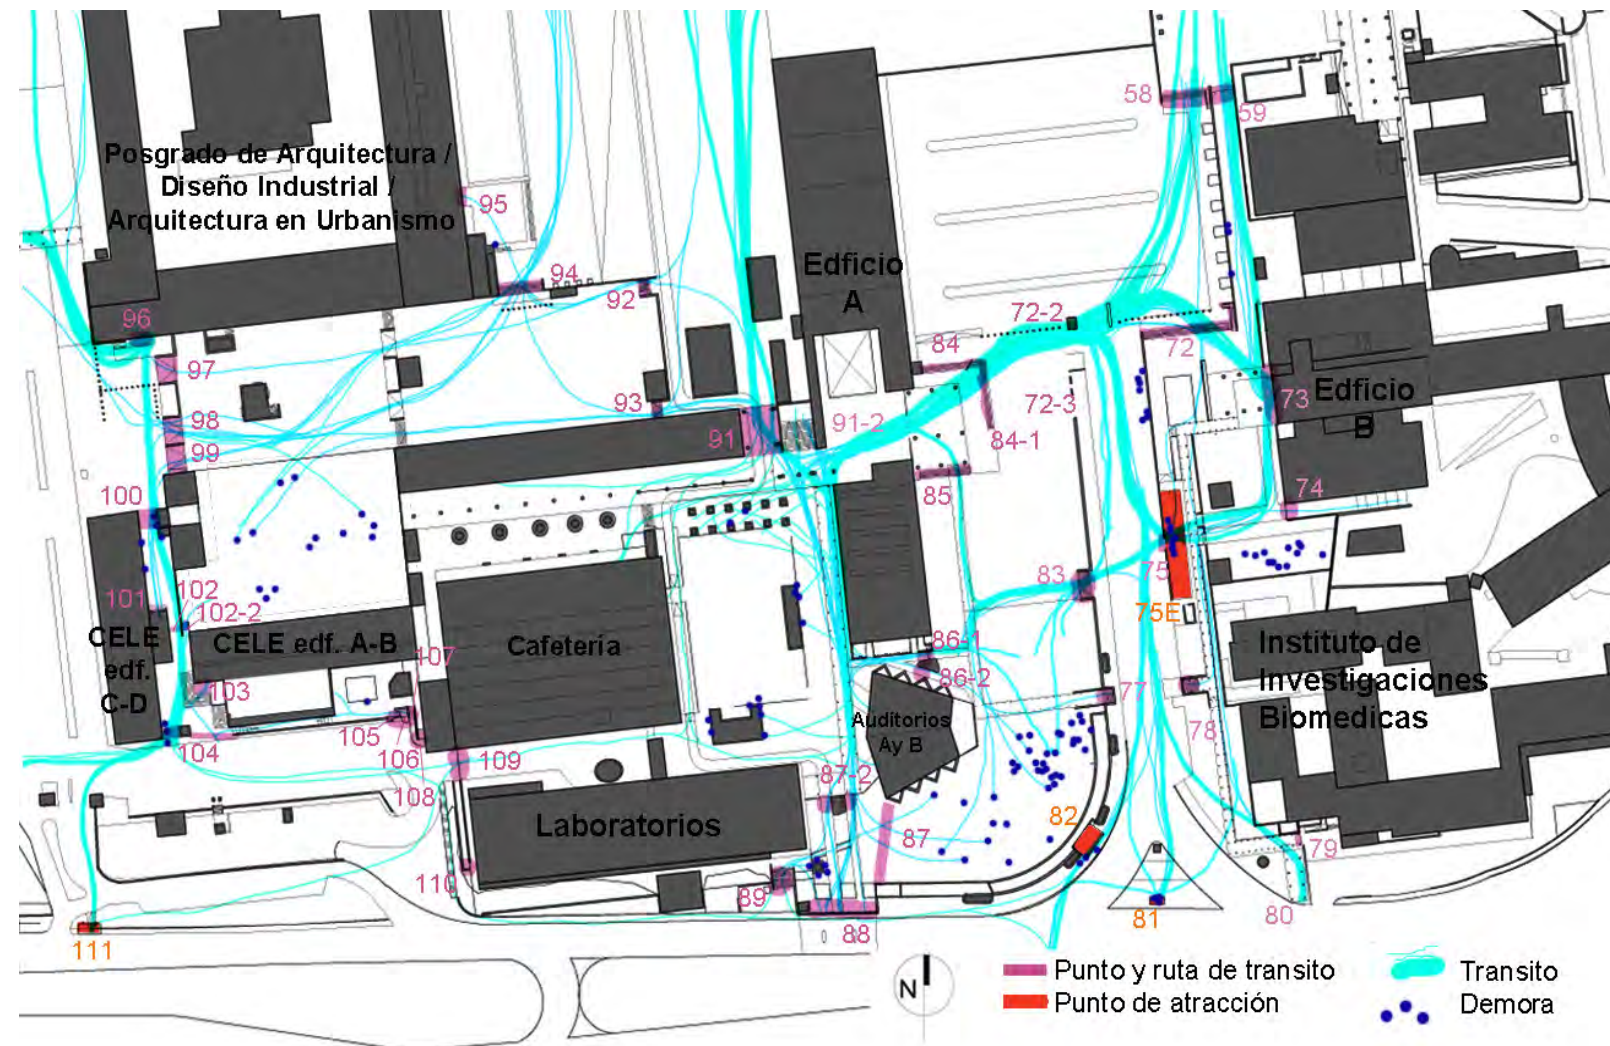 58
59
Posgrado de Arquitectura /
Diseño Industrial /
Arquitectura en Urbanismo
95
Edficio
A
94
92
96
72-2
84
72
97
93
98
91
91-2
72-3
73
Edficio
B
84-1
99
85
74
100
83
75
75E
101
102
102-2
CELE
edf.
C-D
CELE edf. A-B
107
Cafetería
86-1
86-2
Instituto de
Investigaciones
Biomedicas
103
77
78
Auditorios
Ay B
104
105
106
109
108
87-2
82
87
Laboratorios
79
110
89
88
81
80
111
N
Punto y ruta de transito
Punto de atracción
Transito
Demora